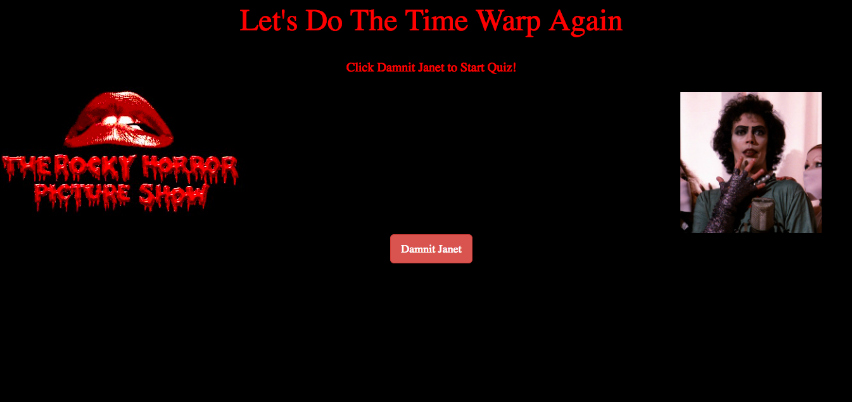 Let's Do The Time Warp Again
Click Damnit Janet to Start Quiz!
THE ROCKY HORROR
PICTURE SHOW
Damnit Janet